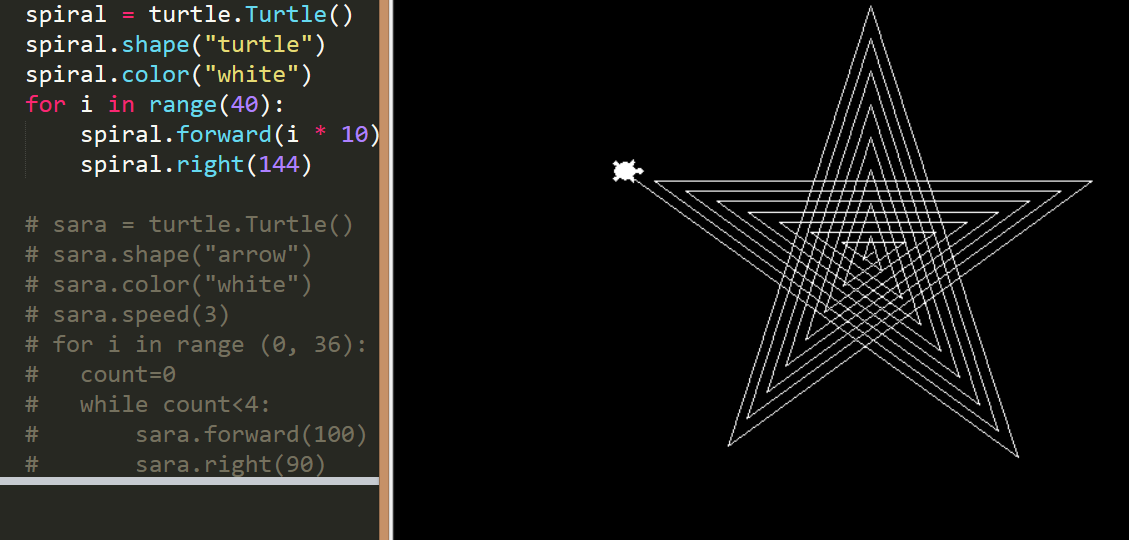 spiral = turtle.Turtle()
spiral.shape("turtle")
spiral.color("white")
for i in range(40):
    spiral.forward(i * 10)
    spiral.right(144)
# sara = turtle.Turtle()
# sara.shape("arrow")
# sara.color("white")
# sara.speed(3)
# for i in range (0, 36):
#   count=0
#   while count<4:
#       sara.forward(100)
#       sara.right(90)